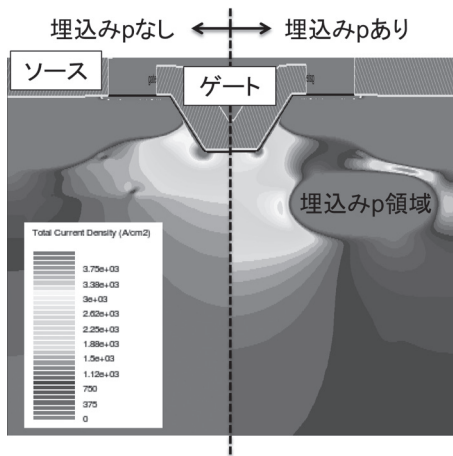 埋込みpなし
埋込みpあり
ソース
ゲート
埋込みp領域
Total Current Density (A/cm2)
3.75e+03
3.38e+03
3e+03
2.62e+03
2.25e+03
1.88e+03
1.5e+03
1.12e+03
750
375
0